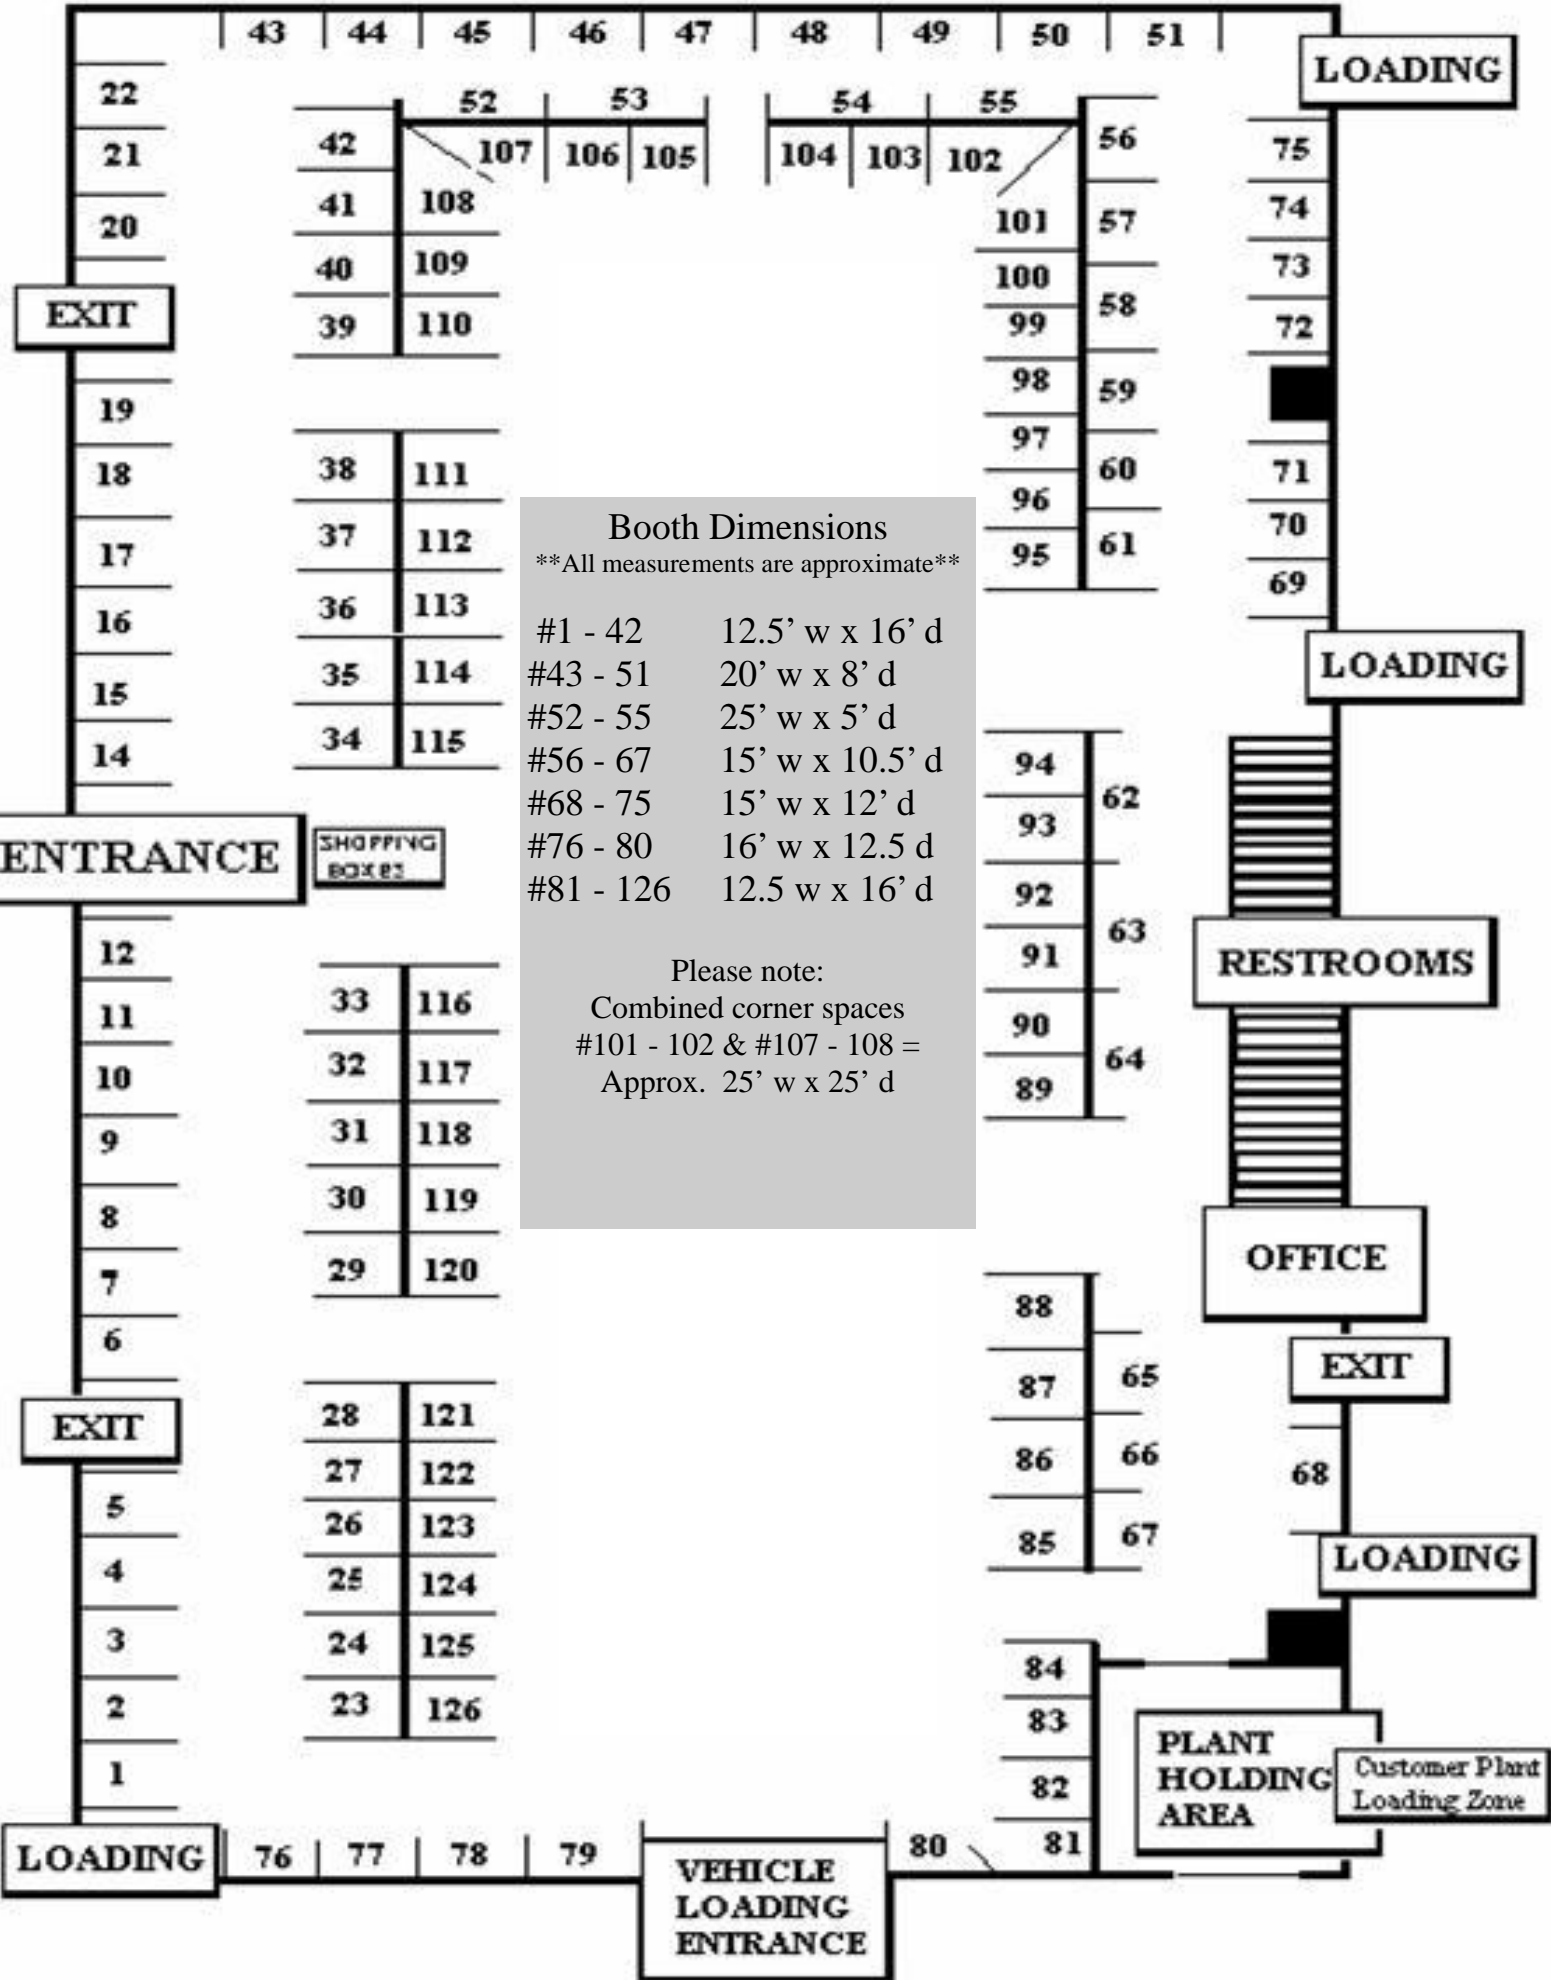 43 44 45 46 47 48 49 50 51
LOADING
22
52 53 54 55
42
107 106 105 104 103 102
56
21
75
41
108
101
57
74
20
40
109
100
73
EXIT
39
110
99
58
72
98
59
19
97
38
111
60
71
18
96
70
37
112
95
61
17
69
36
113
16
LOADING
35
114
15
34
115
14
94
62
93
ENTRANCE
SHOPPING
BOXES
Booth Dimensions
**All measurements are approximate**
#1 - 42 12.5’ w x 16’ d
#43 - 51 20’ w x 8’ d
#52 - 55 25’ w x 5’ d
#56 - 67 15’ w x 10.5’ d
#68 - 75 15’ w x 12’ d
#76 - 80 16’ w x 12.5 d
#81 - 126 12.5 w x 16’ d
Please note:
Combined corner spaces
#101 - 102 & #107 - 108 =
Approx. 25’ w x 25’ d
92
63
12
91
RESTROOMS
33
116
11
90
32
117
64
10
89
31
118
9
30
119
8
29
120
7
OFFICE
88
6
EXIT
87
65
28
121
EXIT
86
66
27
122
68
5
26
123
85
67
LOADING
4
25
124
3
24
125
84
2
23
126
83
PLANT
HOLDING
AREA
Customer Plant
Loading Zone
1
82
LOADING
76 77 78 79
80
81
VEHICLE
LOADING
ENTRANCE